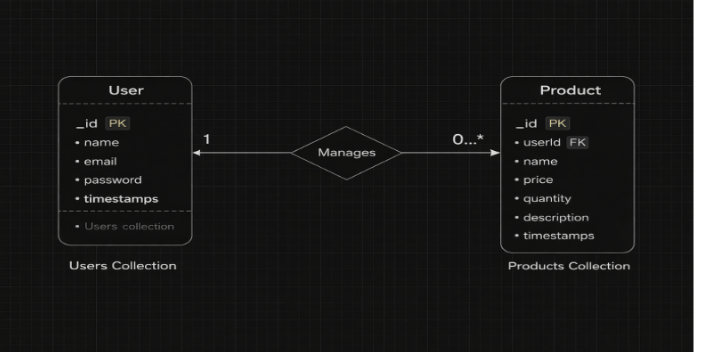 User
_id PK
• name
• email
• password
• timestamps
• Users collection
Users Collection
1
Manages
0...*
Product
_id PK
• userId FK
• name
• price
• quantity
• description
• timestamps
Products Collection